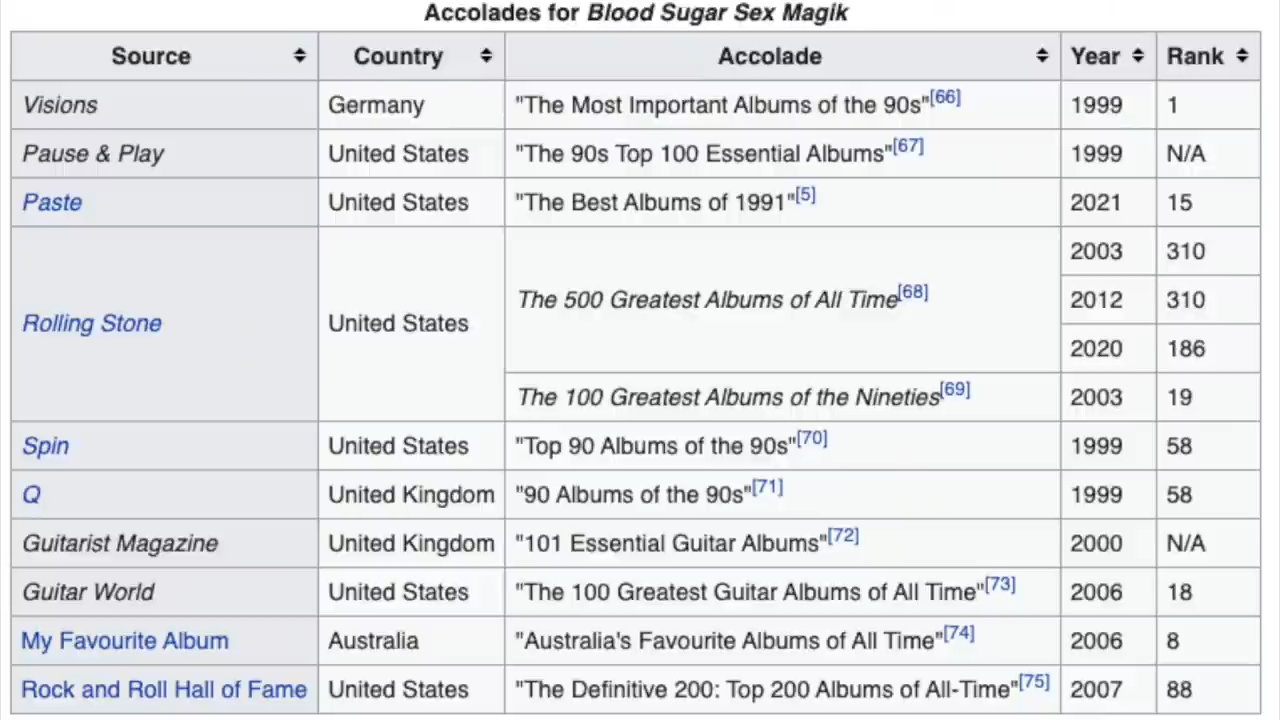 Accolades for Blood Sugar Sex Magik
Source Country Accolade Year Rank
Visions Germany "The Most Important Albums of the 90s"[66] 1999 1
Pause & Play United States "The 90s Top 100 Essential Albums"[67] 1999 N/A
Paste United States "The Best Albums of 1991"[5] 2021 15
Rolling Stone United States The 500 Greatest Albums of All Time[68] 2003 310
2012 310
2020 186
The 100 Greatest Albums of the Nineties[69] 2003 19
Spin United States "Top 90 Albums of the 90s"[70] 1999 58
Q United Kingdom "90 Albums of the 90s"[71] 1999 58
Guitarist Magazine United Kingdom "101 Essential Guitar Albums"[72] 2000 N/A
Guitar World United States "The 100 Greatest Guitar Albums of All Time"[73] 2006 18
My Favourite Album Australia "Australia's Favourite Albums of All Time"[74] 2006 8
Rock and Roll Hall of Fame United States "The Definitive 200: Top 200 Albums of All-Time"[75] 2007 88